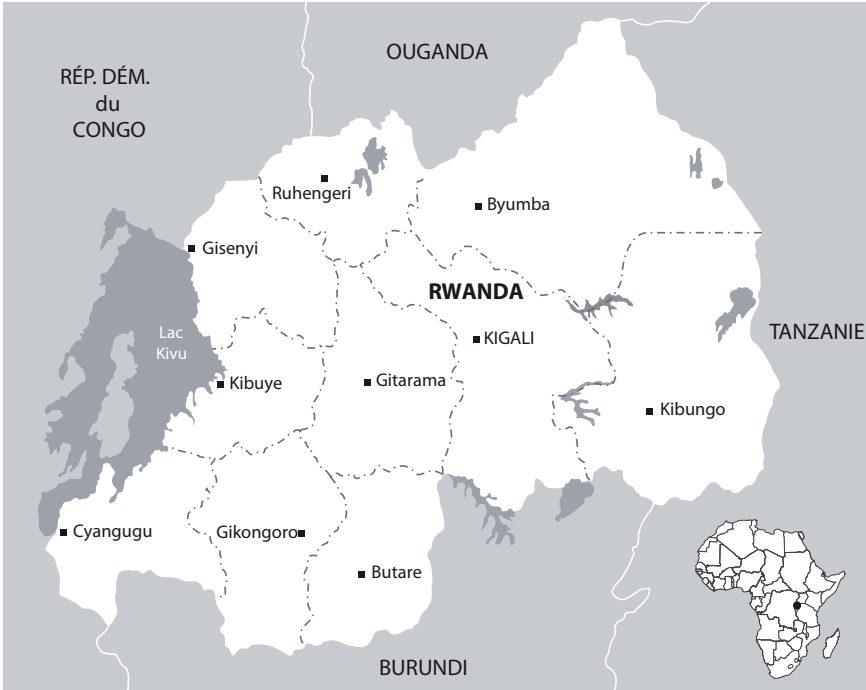 OUGANDA
RÉP. DÉM.
du
CONGO
Ruhengeri
Byumba
Gisenyi
RWANDA
Lac
Kivu
KIGALI
TANZANIE
Kibuye
Gitarama
Kibungo
Cyangugu
Gikongoro
Butare
BURUNDI